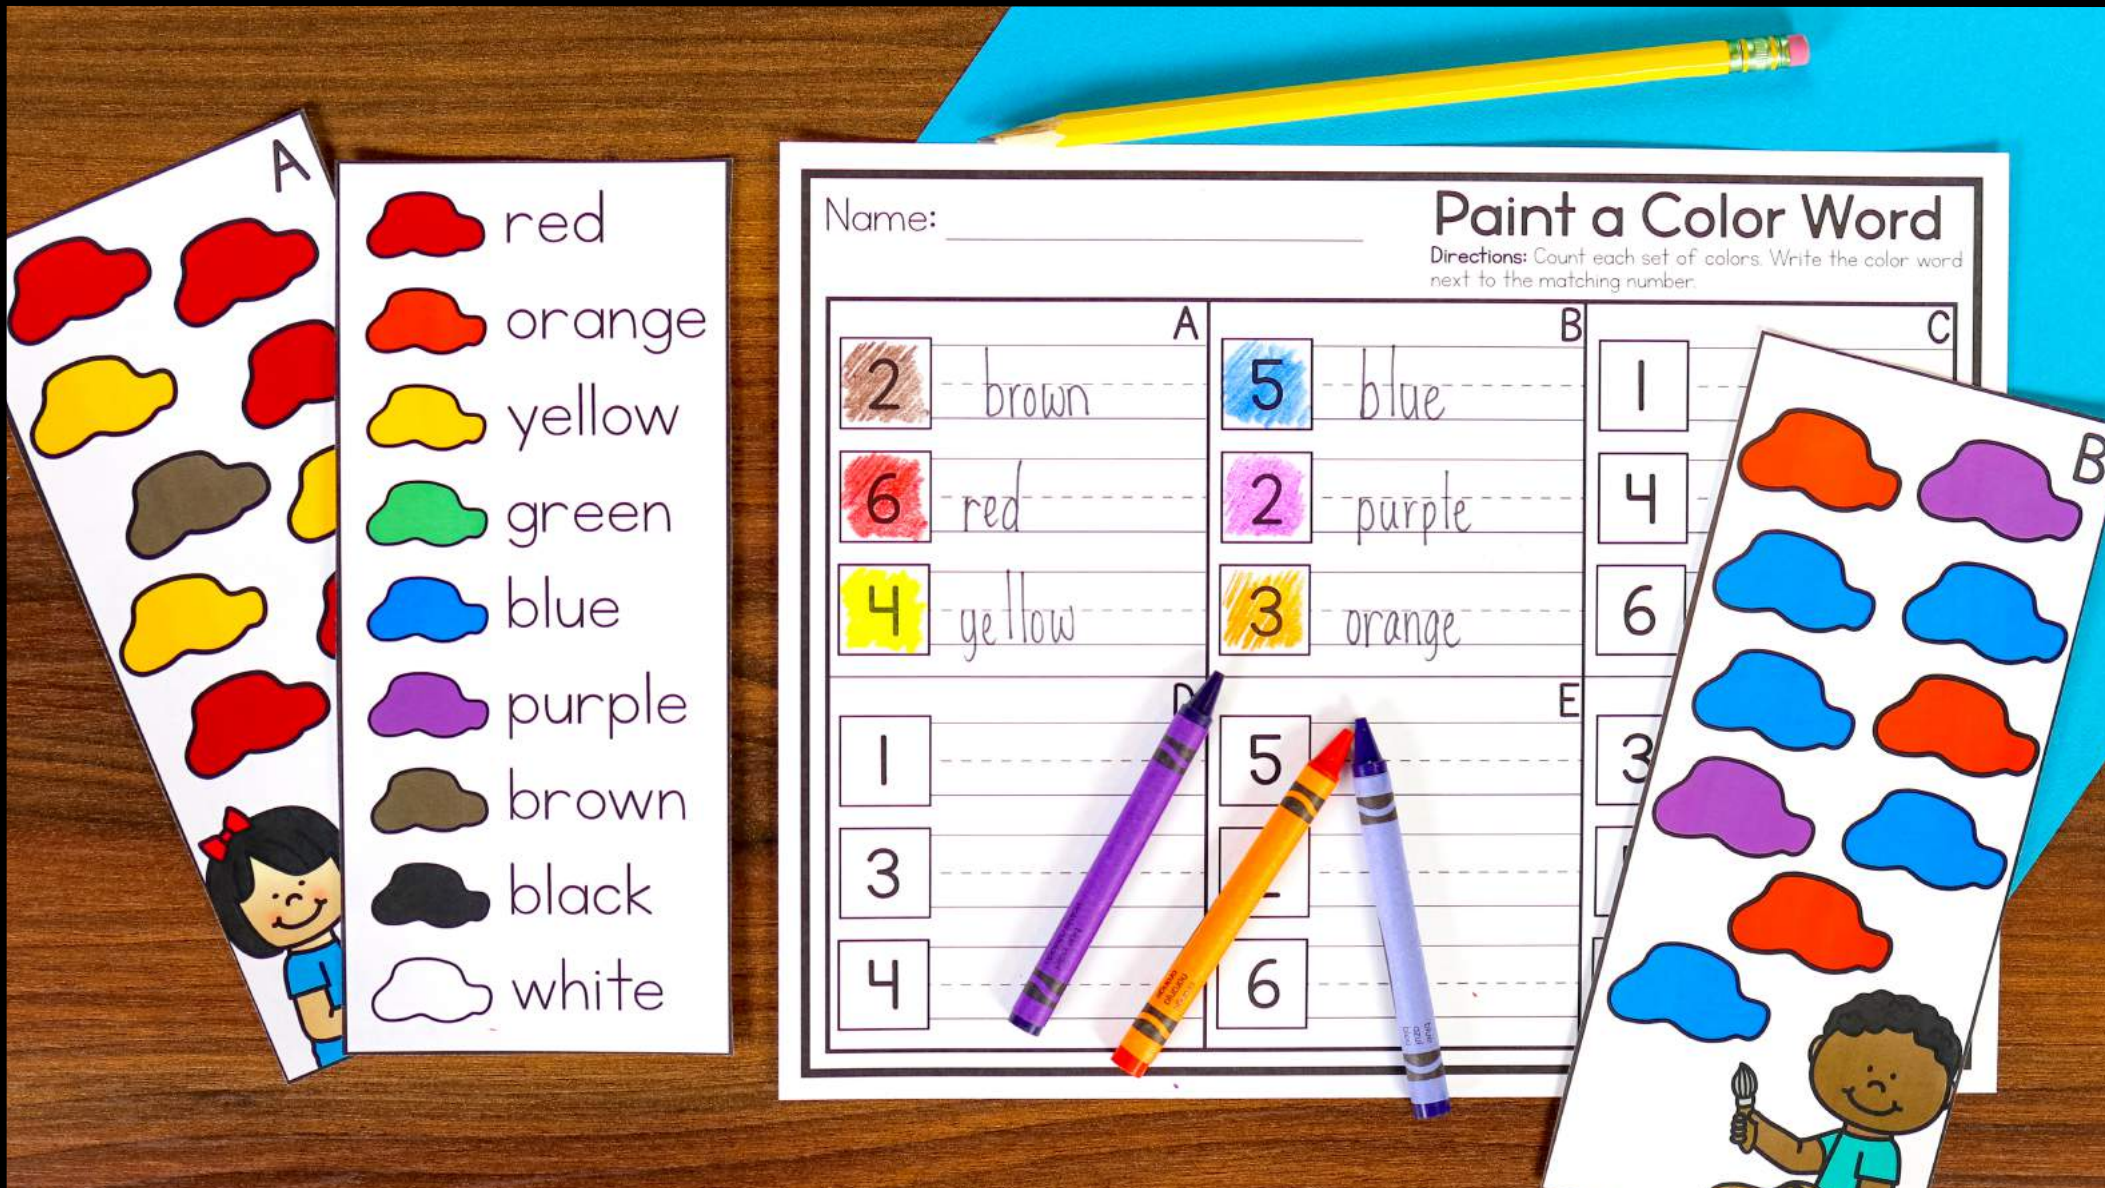 A
red
orange
yellow
green
blue
purple
brown
black
white
Name:
Paint a Color Word
Directions: Count each set of colors. Write the color word
next to the matching number.
A
2 brown
6 red
4 yellow
B
5 blue
2 purple
3 orange
C
1
4
6
D
1
3
4
E
5
6
3
B